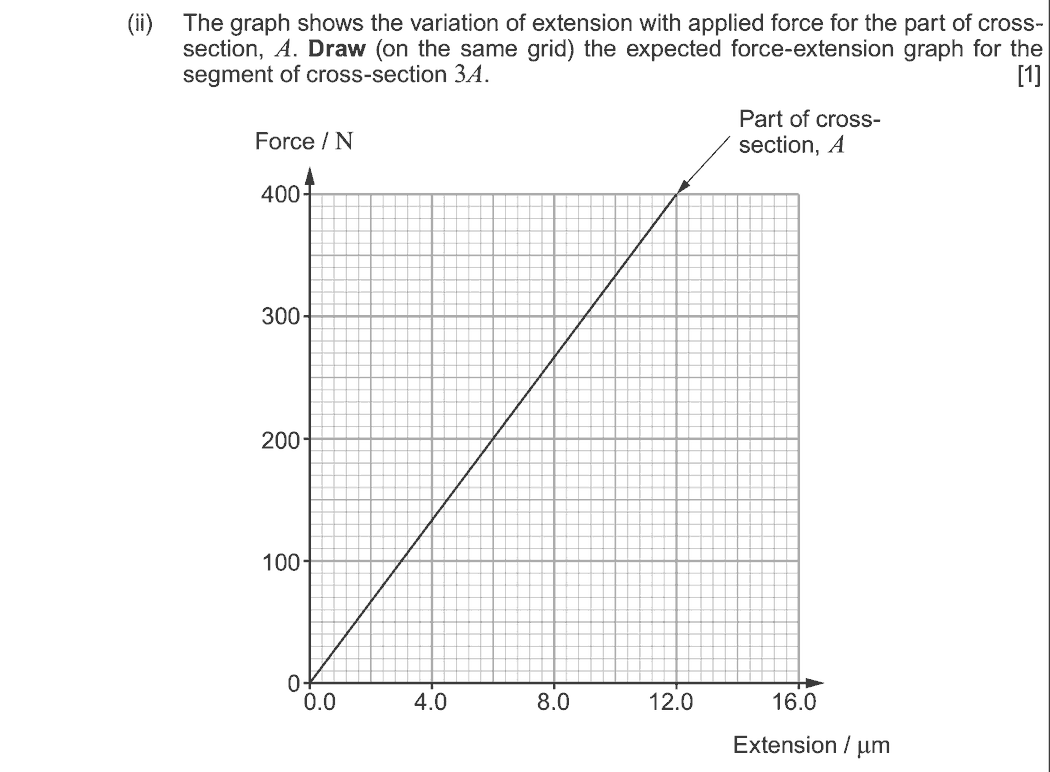 (ii) The graph shows the variation of extension with applied force for the part of cross-
section, A. Draw (on the same grid) the expected force-extension graph for the
segment of cross-section 3A. [1]
Part of cross-
section, A
Force / N
400
300
200
100
0
0.0 4.0 8.0 12.0 16.0
Extension / μm